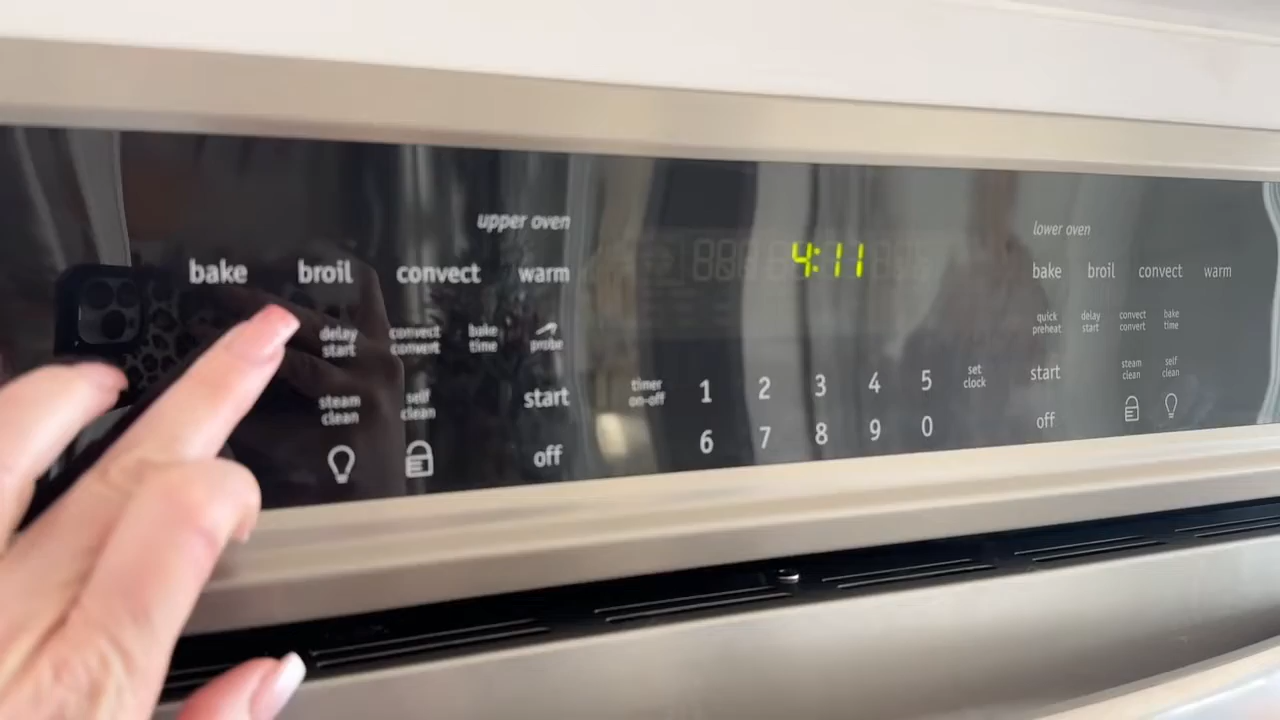 upper oven
bake broil convect warm
delay start
convect convert
bake time
probe
steam clean
self clean
start
off
4:11
timer on-off
1 2 3 4 5
6 7 8 9 0
set clock
lower oven
bake broil convect warm
quick preheat
delay start
convect convert
bake time
start
steam clean
self clean
off